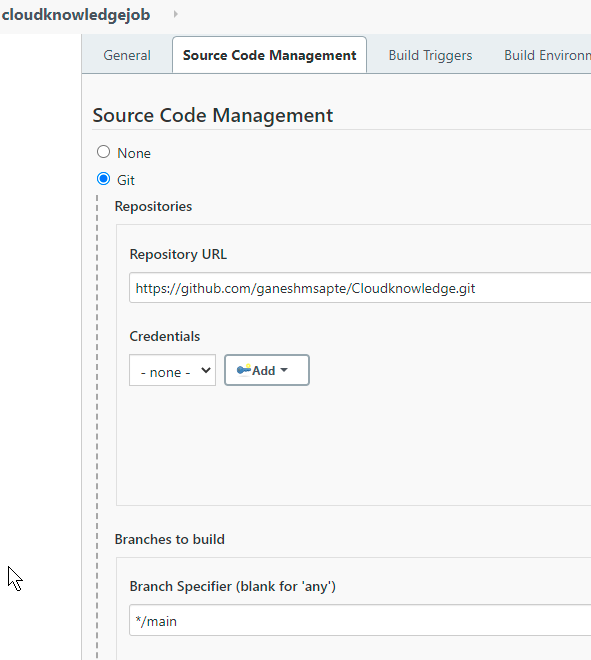 cloudknowledgejob
General Source Code Management Build Triggers Build Environm
Source Code Management
None
Git
Repositories
Repository URL
https://github.com/ganeshmsapte/Cloudknowledge.git
Credentials
- none - Add
Branches to build
Branch Specifier (blank for 'any')
*/main